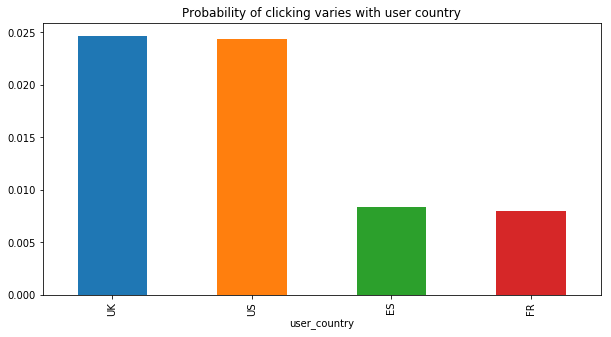 Probability of clicking varies with user country
0.025
0.020
0.015
0.010
0.005
0.000
UK
US
ES
FR
user_country